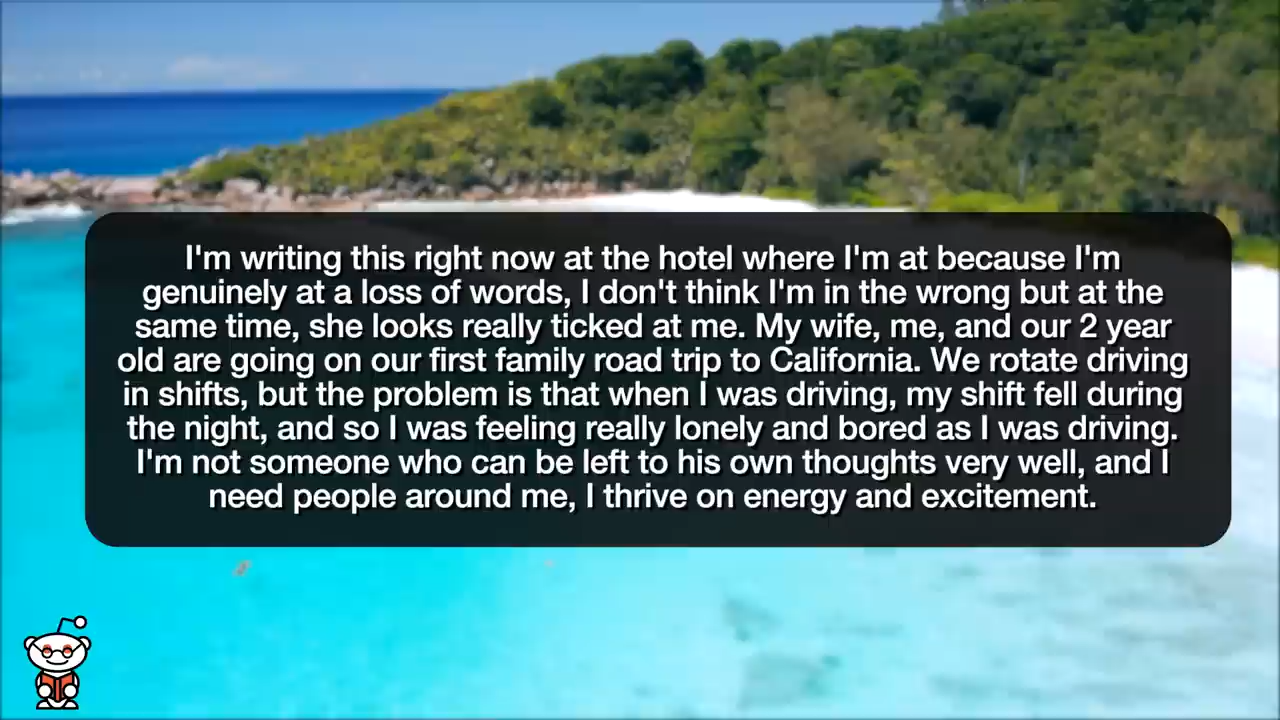 I'm writing this right now at the hotel where I'm at because I'm
genuinely at a loss of words, I don't think I'm in the wrong but at the
same time, she looks really ticked at me. My wife, me, and our 2 year
old are going on our first family road trip to California. We rotate driving
in shifts, but the problem is that when I was driving, my shift fell during
the night, and so I was feeling really lonely and bored as I was driving.
I'm not someone who can be left to his own thoughts very well, and I
need people around me, I thrive on energy and excitement.